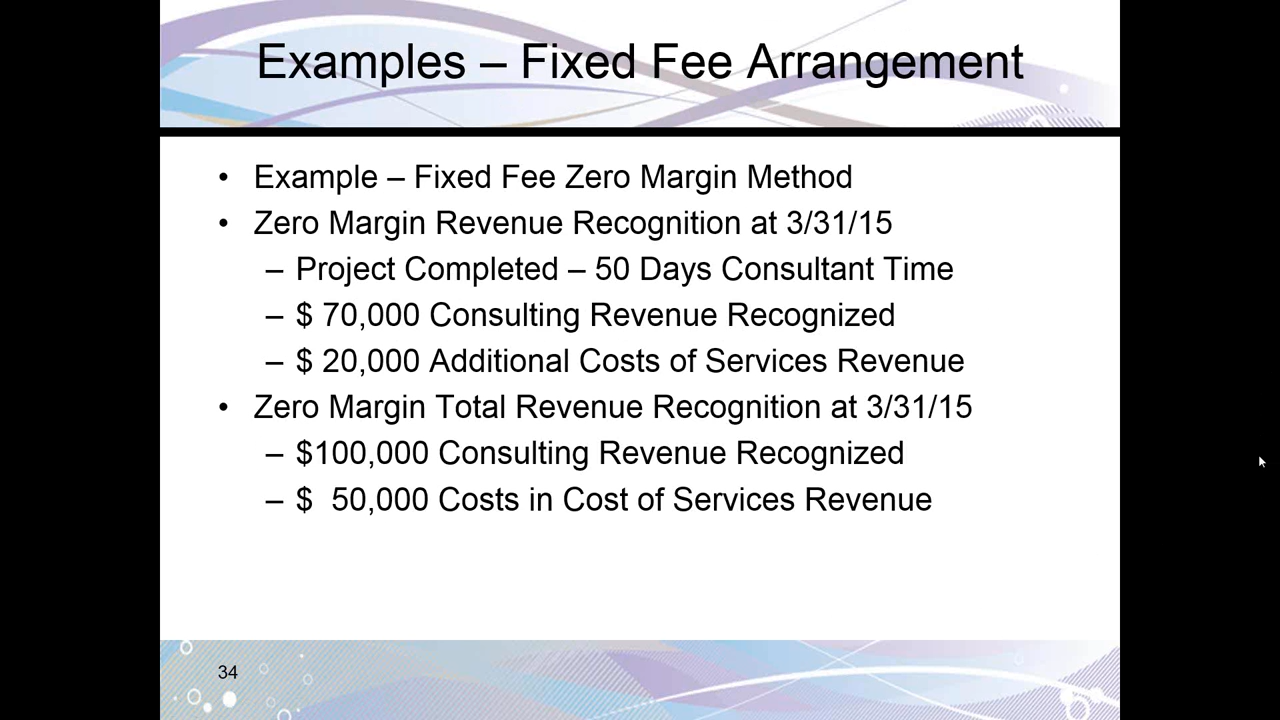 Examples – Fixed Fee Arrangement
• Example – Fixed Fee Zero Margin Method
• Zero Margin Revenue Recognition at 3/31/15
– Project Completed – 50 Days Consultant Time
– $ 70,000 Consulting Revenue Recognized
– $ 20,000 Additional Costs of Services Revenue
• Zero Margin Total Revenue Recognition at 3/31/15
– $100,000 Consulting Revenue Recognized
– $  50,000 Costs in Cost of Services Revenue
34